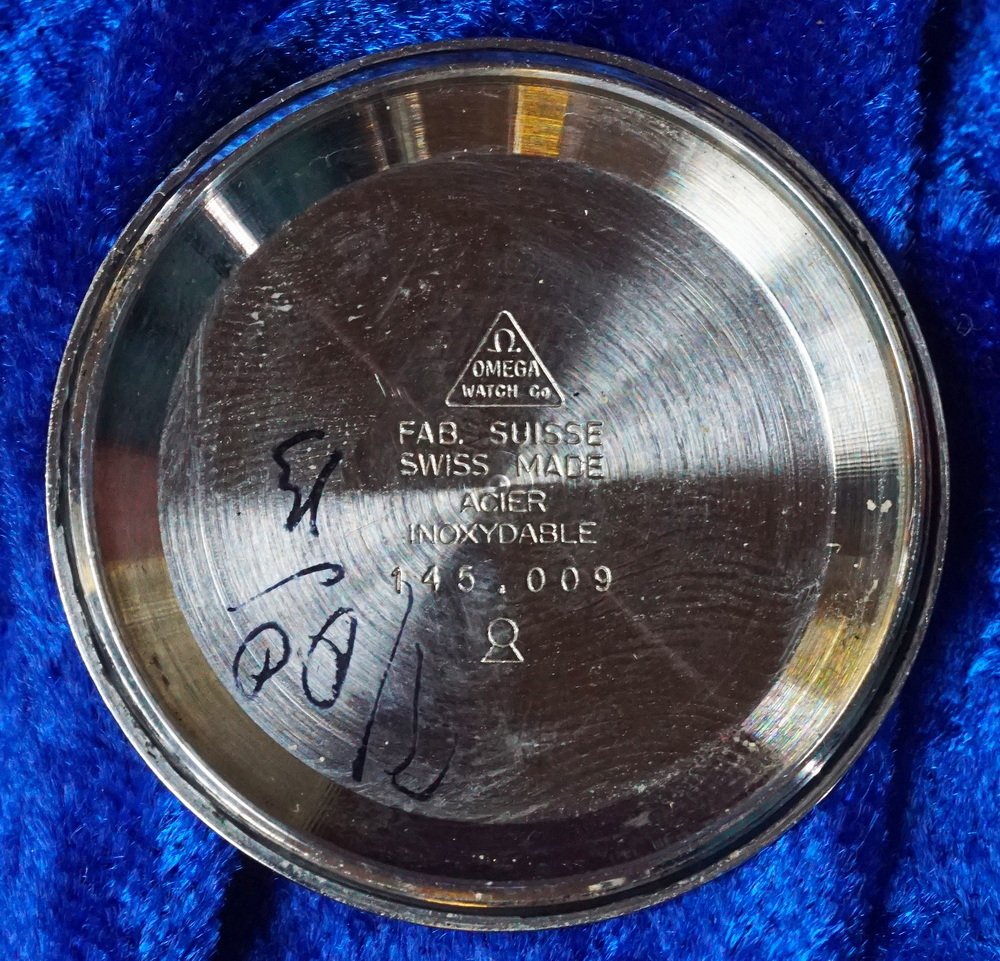 Ω
OMEGA
WATCH Co
FAB. SUISSE
SWISS MADE
ACIER
INOXYDABLE
145.009